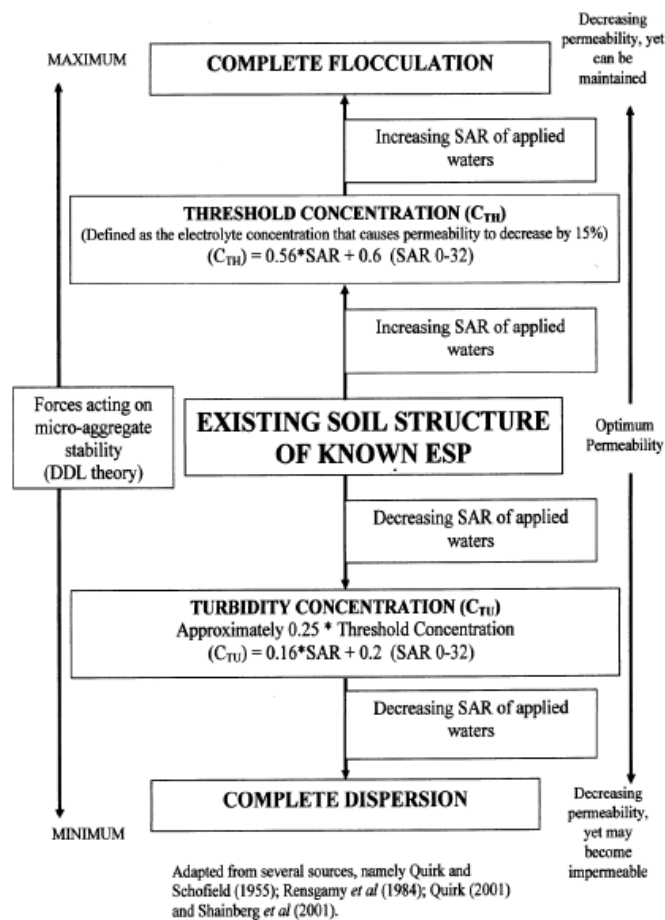 MAXIMUM
COMPLETE FLOCCULATION
Decreasing
permeability, yet
can be
maintained
Increasing SAR of applied
waters
THRESHOLD CONCENTRATION (C_TH)
(Defined as the electrolyte concentration that causes permeability to decrease by 15%)
(C_TH) = 0.56*SAR + 0.6 (SAR 0-32)
Increasing SAR of applied
waters
Forces acting on
micro-aggregate
stability
(DDL theory)
EXISTING SOIL STRUCTURE
OF KNOWN ESP
Optimum
Permeability
Decreasing SAR of applied
waters
TURBIDITY CONCENTRATION (C_TU)
Approximately 0.25 * Threshold Concentration
(C_TU) = 0.16*SAR + 0.2 (SAR 0-32)
Decreasing SAR of applied
waters
COMPLETE DISPERSION
MINIMUM
Decreasing
permeability,
yet may
become
impermeable
Adapted from several sources, namely Quirk and
Schofield (1955); Rensgamy et al (1984); Quirk (2001)
and Shainberg et al (2001).